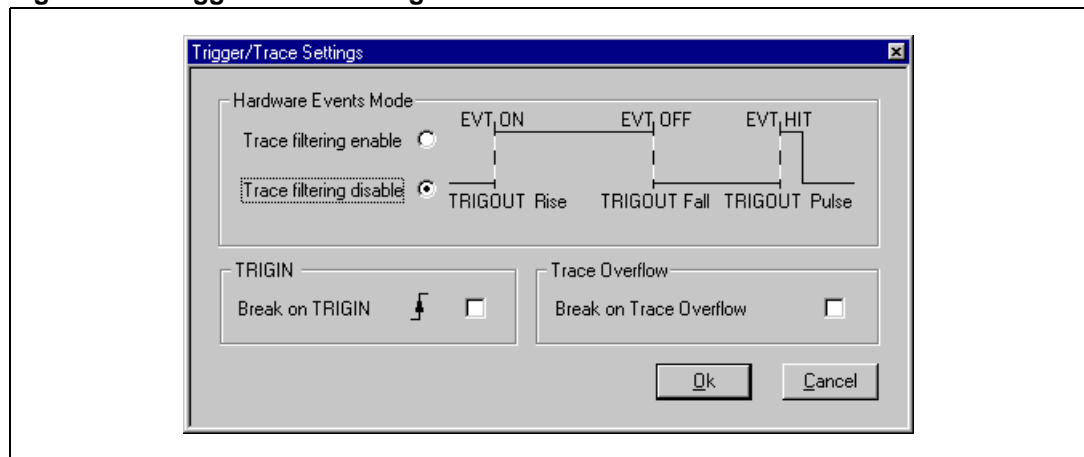 Trigger/Trace Settings
Hardware Events Mode
EVT ON EVT OFF EVT HIT
Trace filtering enable
Trace filtering disable
TRIGOUT Rise TRIGOUT Fall TRIGOUT Pulse
TRIGIN
Break on TRIGIN
Trace Overflow
Break on Trace Overflow
Ok Cancel